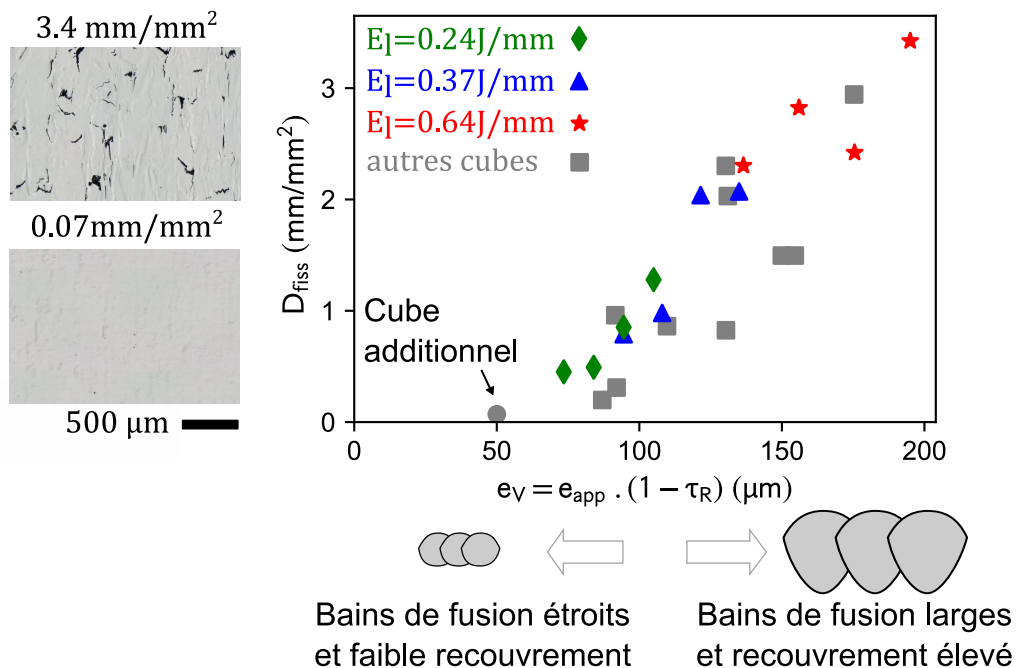 3.4 mm/mm²
0.07mm/mm²
500 μm
E_l=0.24J/mm
E_l=0.37J/mm
E_l=0.64J/mm
autres cubes
Cube
additionnel
D_fiss (mm/mm²)
3
2
1
0
0 50 100 150 200
e_V = e_app . (1 − τ_R) (μm)
Bains de fusion étroits
et faible recouvrement
Bains de fusion larges
et recouvrement élevé